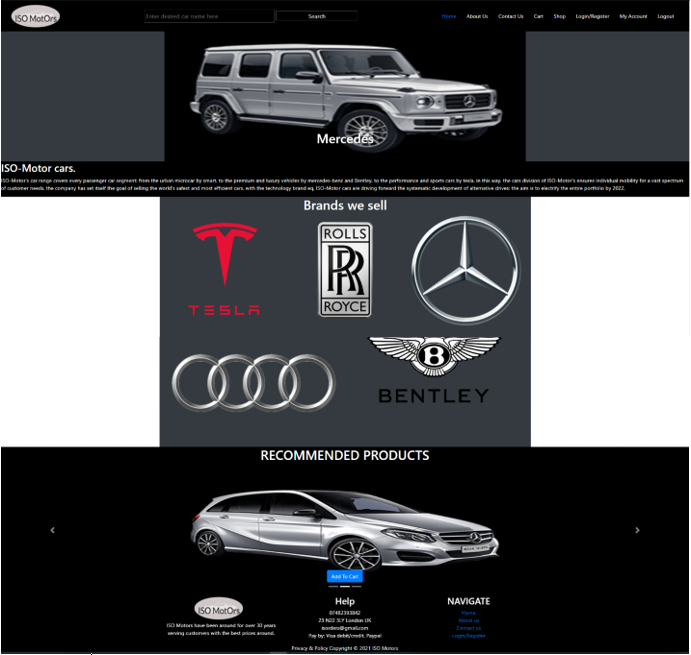 ISO MotOrs
Enter desired car name here
Search
Home
About Us
Contact Us
Cart
Shop
Login/Register
My Account
Logout
Mercedes
ISO-Motor cars.
ISO-Motor's car range covers every passenger car segment: from the urban microcar by smart, to the premium and luxury vehicles by mercedes-benz and Bentley, to the performance and sports cars by tesla. in this way, the cars division of ISO-Motor's ensures individual mobility for a vast spectrum
of customer needs. the company has set itself the goal of selling the world's safest and most efficient cars. with the technology brand eq, ISO-Motor cars are driving forward the systematic development of alternative drives: the aim is to electrify the entire portfolio by 2022.
Brands we sell
TESLA
ROLLS
RR
ROYCE
B
BENTLEY
RECOMMENDED PRODUCTS
Add To Cart
ISO MotOrs
ISO Motors have been around for over 30 years
serving customers with the best prices around.
Help
07482393842
23 N22 3LY London UK
isorders@gmail.com
Pay by: Visa debit/credit, Paypal
NAVIGATE
Home
About us
Contact us
Login/Register
Privacy & Policy Copyright © 2021 ISO Motors